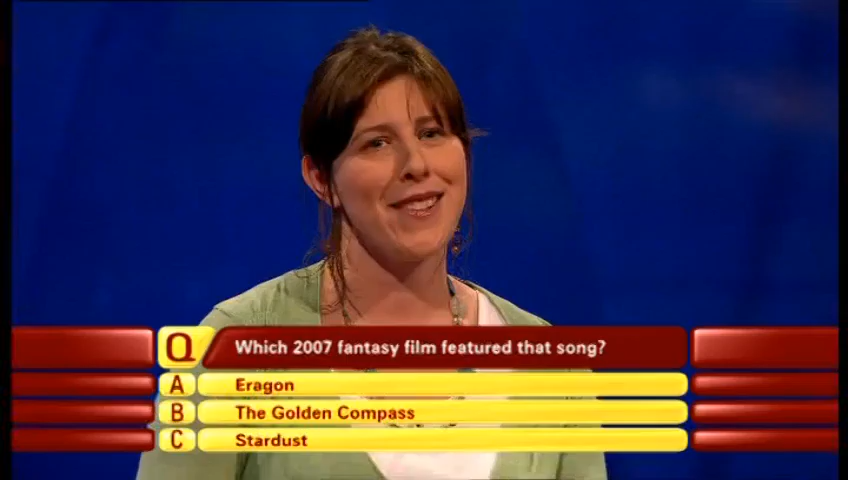 Q Which 2007 fantasy film featured that song?
A Eragon
B The Golden Compass
C Stardust